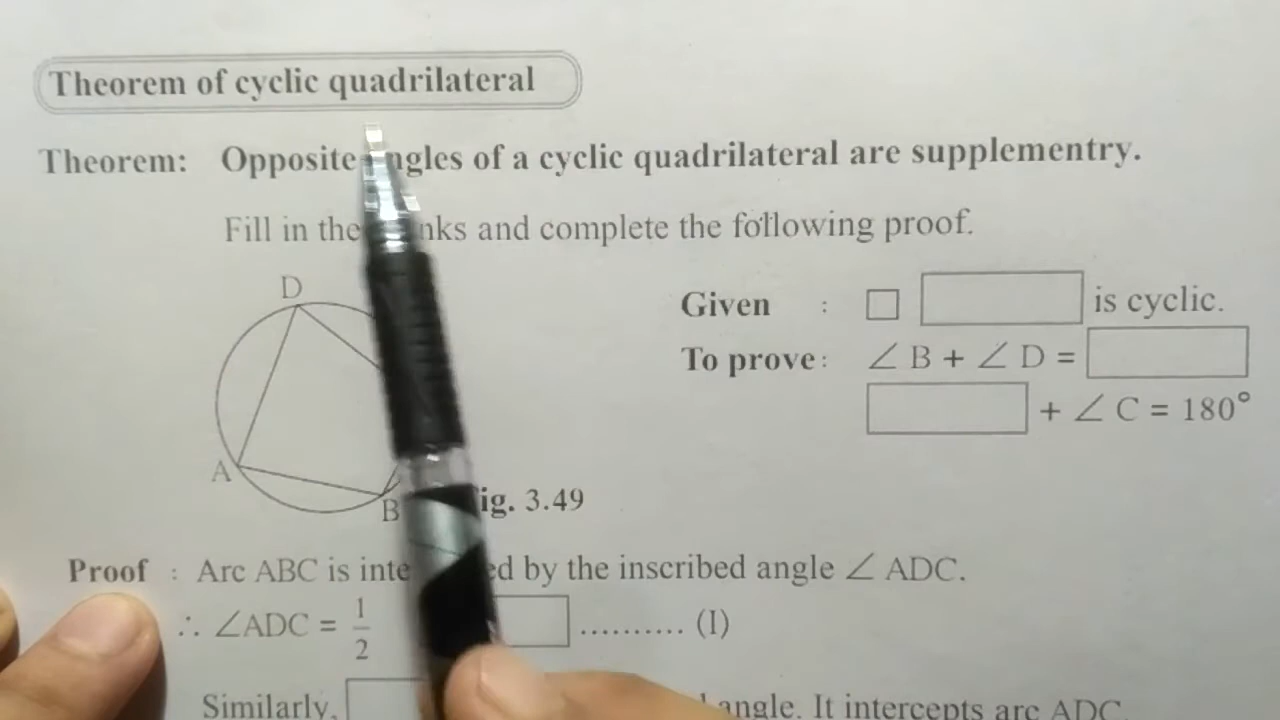 Theorem of cyclic quadrilateral
Theorem: Opposite ngles of a cyclic quadrilateral are supplementry.
Fill in the nks and complete the following proof.
D
Given : □ is cyclic.
To prove: ∠ B + ∠ D =
+ ∠ C = 180°
A
B
ig. 3.49
Proof : Arc ABC is inte ed by the inscribed angle ∠ ADC.
∴ ∠ADC = 1/2 .......... (I)
Similarly, angle. It intercepts arc ADC